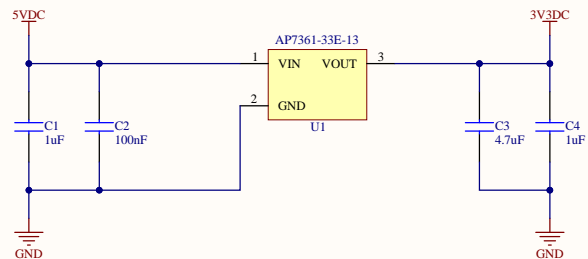 5VDC
3V3DC
AP7361-33E-13
1
VIN
VOUT
3
2
GND
U1
C1
1uF
C2
100nF
C3
4.7uF
C4
1uF
GND
GND